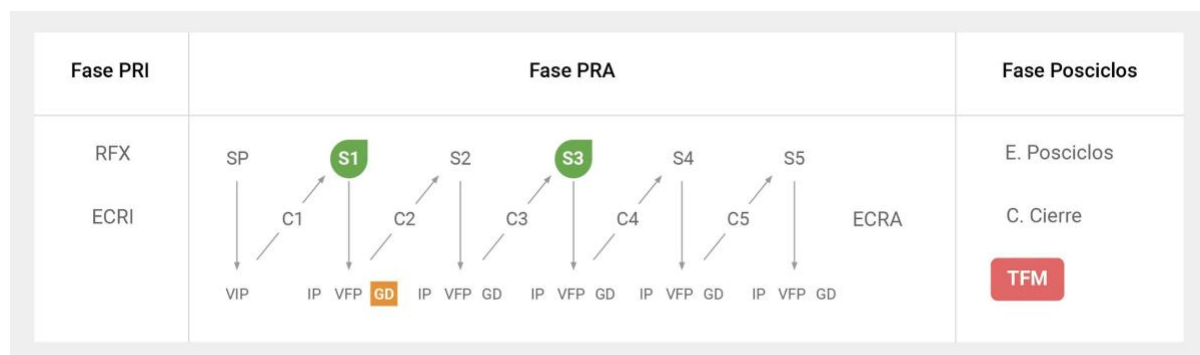 Fase PRI
Fase PRA
Fase Posciclos
RFX
ECRI
SP
S1
S2
S3
S4
S5
C1
C2
C3
C4
C5
ECRA
VIP
IP VFP GD
IP VFP GD
IP VFP GD
IP VFP GD
IP VFP GD
E. Posciclos
C. Cierre
TFM